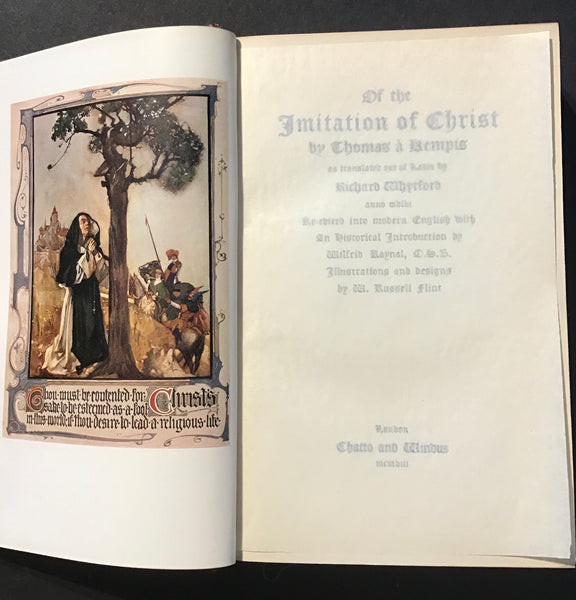 Thou must be contented for Christ's
sake to be esteemed as a fool
in this world, if thou desire to lead a religious life.
Of the
Imitation of Christ
by Thomas à Kempis
as translated out of Latin by
Richard Whytford
anno mdlvi
Re-edited into modern English with
An Historical Introduction by
Wilfrid Raynal, O.S.B.
Illustrations and designs
by W. Russell Flint
London
Chatto and Windus
mcmviii